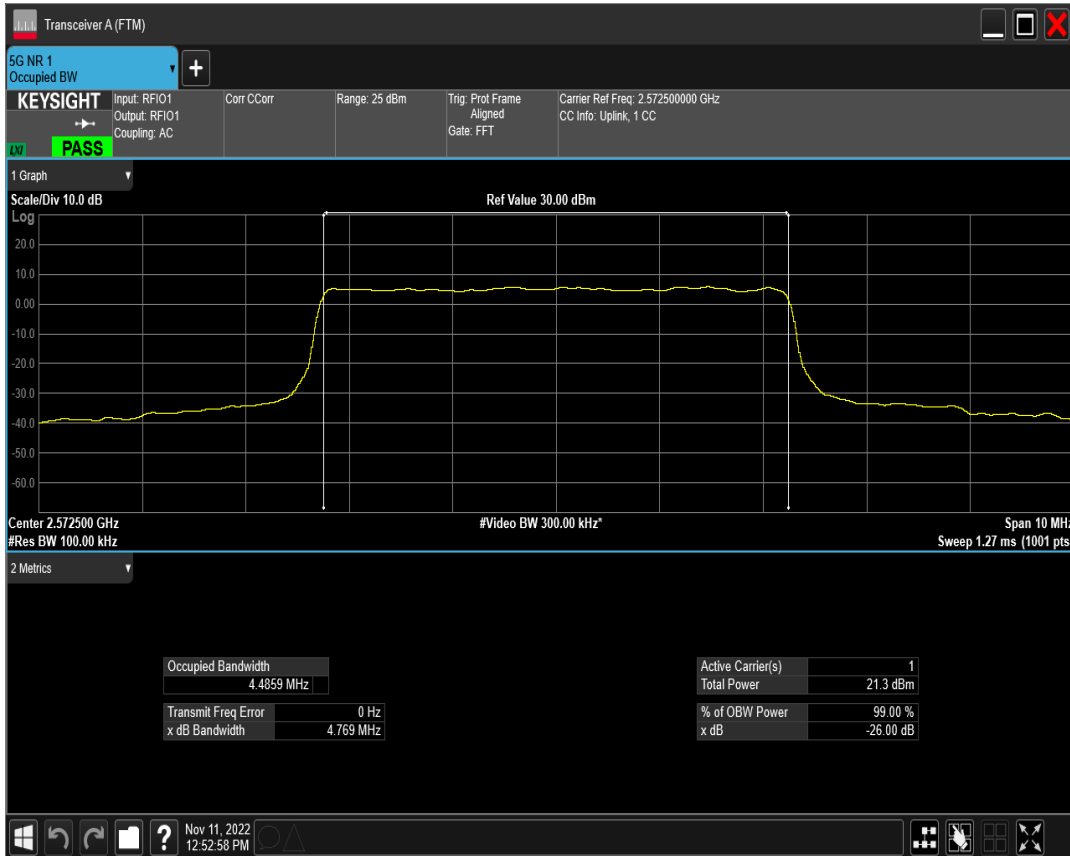 Transceiver A (FTM)
5G NR 1
Occupied BW
+
KEYSIGHT
LXI
PASS
Input: RFIO1
Output: RFIO1
Coupling: AC
Corr CCorr
Range: 25 dBm
Trig: Prot Frame
Aligned
Gate: FFT
Carrier Ref Freq: 2.572500000 GHz
CC Info: Uplink, 1 CC
1 Graph
Scale/Div 10.0 dB
Ref Value 30.00 dBm
Log
20.0
10.0
0.00
-10.0
-20.0
-30.0
-40.0
-50.0
-60.0
Center 2.572500 GHz
#Video BW 300.00 kHz*
Span 10 MHz
#Res BW 100.00 kHz
Sweep 1.27 ms (1001 pts
2 Metrics
Occupied Bandwidth
4.4859 MHz
Transmit Freq Error 0 Hz
x dB Bandwidth 4.769 MHz
Active Carrier(s) 1
Total Power 21.3 dBm
% of OBW Power 99.00 %
x dB -26.00 dB
?
Nov 11, 2022
12:52:58 PM